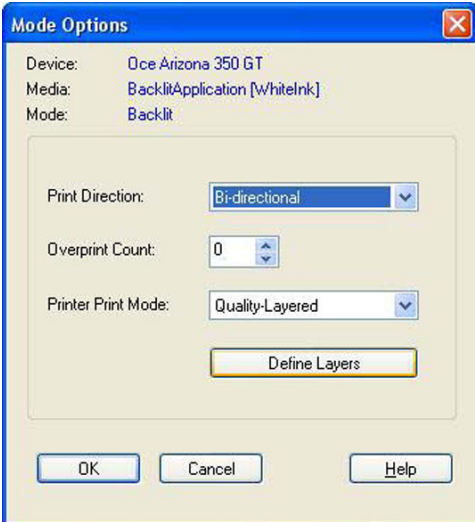 Mode Options
Device: Oce Arizona 350 GT
Media: BacklitApplication [WhiteInk]
Mode: Backlit
Print Direction: Bi-directional
Overprint Count: 0
Printer Print Mode: Quality-Layered
Define Layers
OK Cancel Help